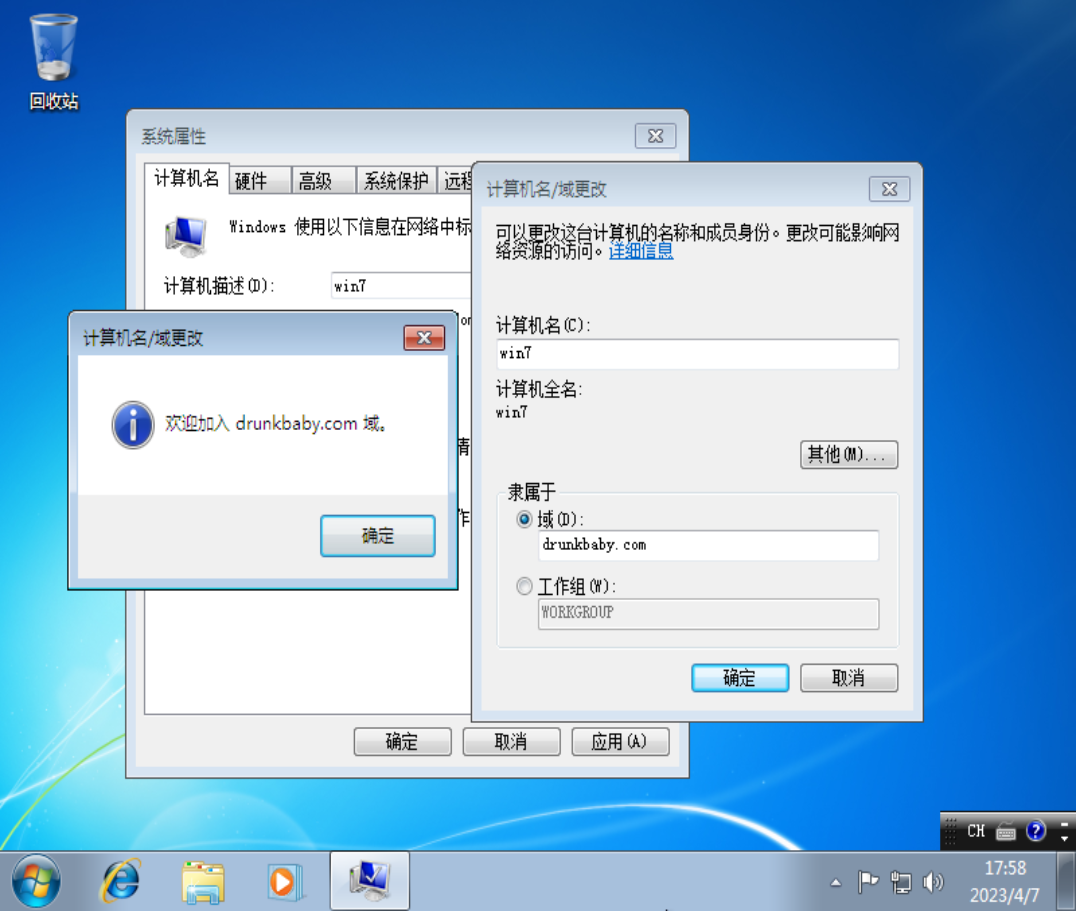 回收站
系统属性
计算机名 硬件 高级 系统保护 远程
Windows 使用以下信息在网络中标
计算机描述(D):
win7
计算机名/域更改
可以更改这台计算机的名称和成员身份。更改可能影响网
络资源的访问。详细信息
计算机名(C):
win7
计算机全名:
win7
其他(M)...
隶属于
域(D):
drunkbaby.com
工作组(W):
WORKGROUP
确定 取消
计算机名/域更改
欢迎加入 drunkbaby.com 域。
确定
确定 取消 应用(A)
CH
17:58
2023/4/7